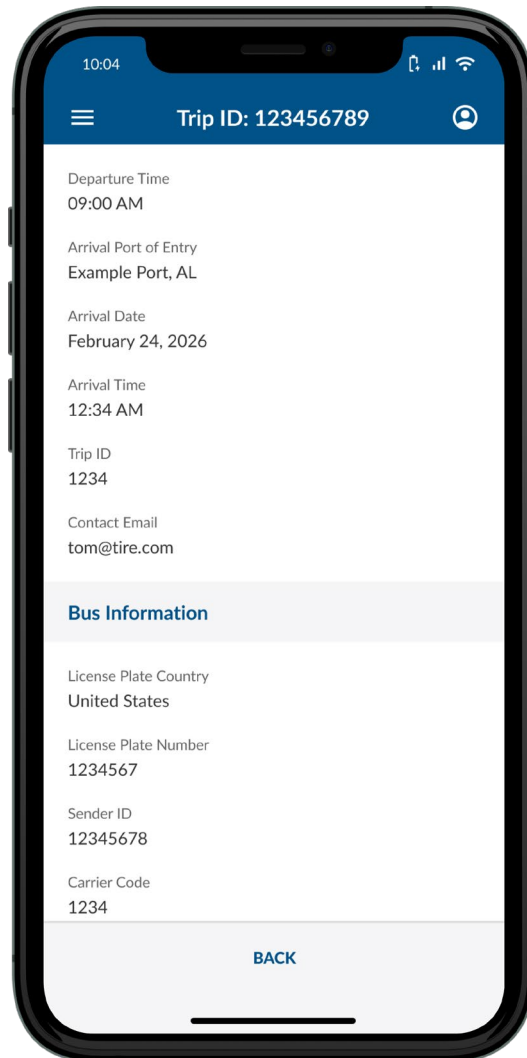 10:04
Trip ID: 123456789
Departure Time
09:00 AM
Arrival Port of Entry
Example Port, AL
Arrival Date
February 24, 2026
Arrival Time
12:34 AM
Trip ID
1234
Contact Email
tom@tire.com
Bus Information
License Plate Country
United States
License Plate Number
1234567
Sender ID
12345678
Carrier Code
1234
BACK